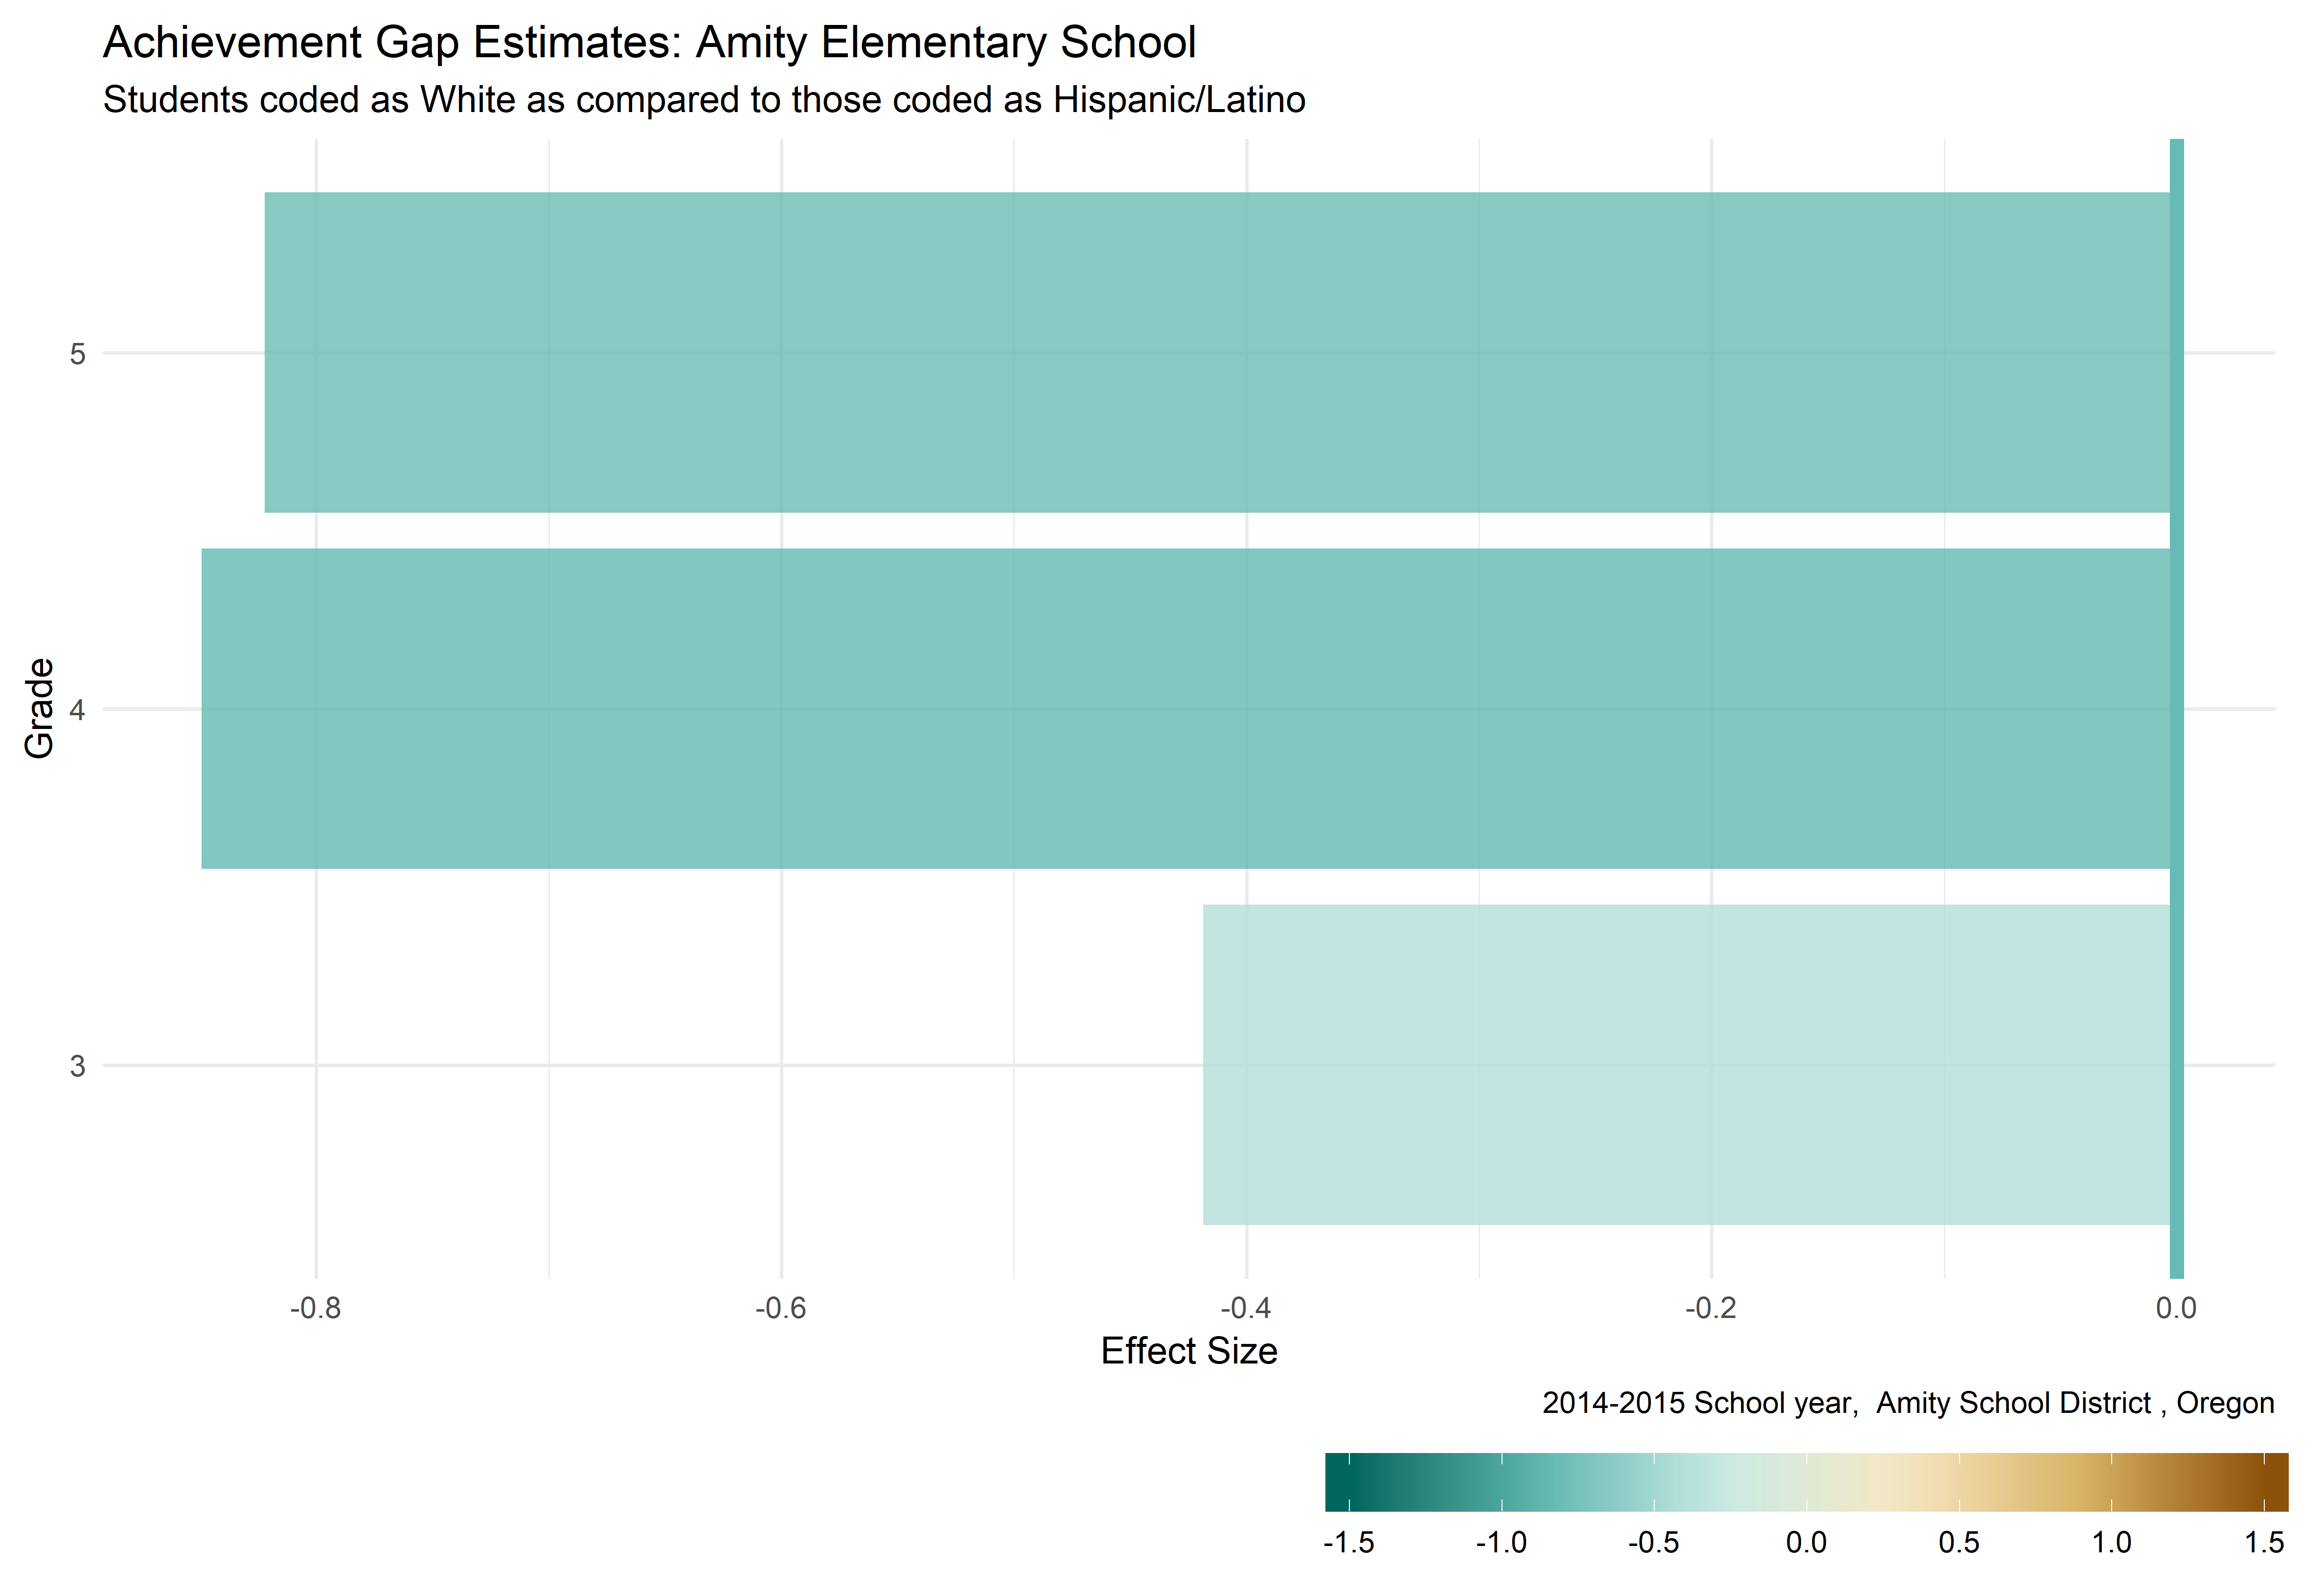 Achievement Gap Estimates: Amity Elementary School
Students coded as White as compared to those coded as Hispanic/Latino
Grade
5
4
3
-0.8 -0.6 -0.4 -0.2 0.0
Effect Size
2014-2015 School year,  Amity School District , Oregon
-1.5 -1.0 -0.5 0.0 0.5 1.0 1.5